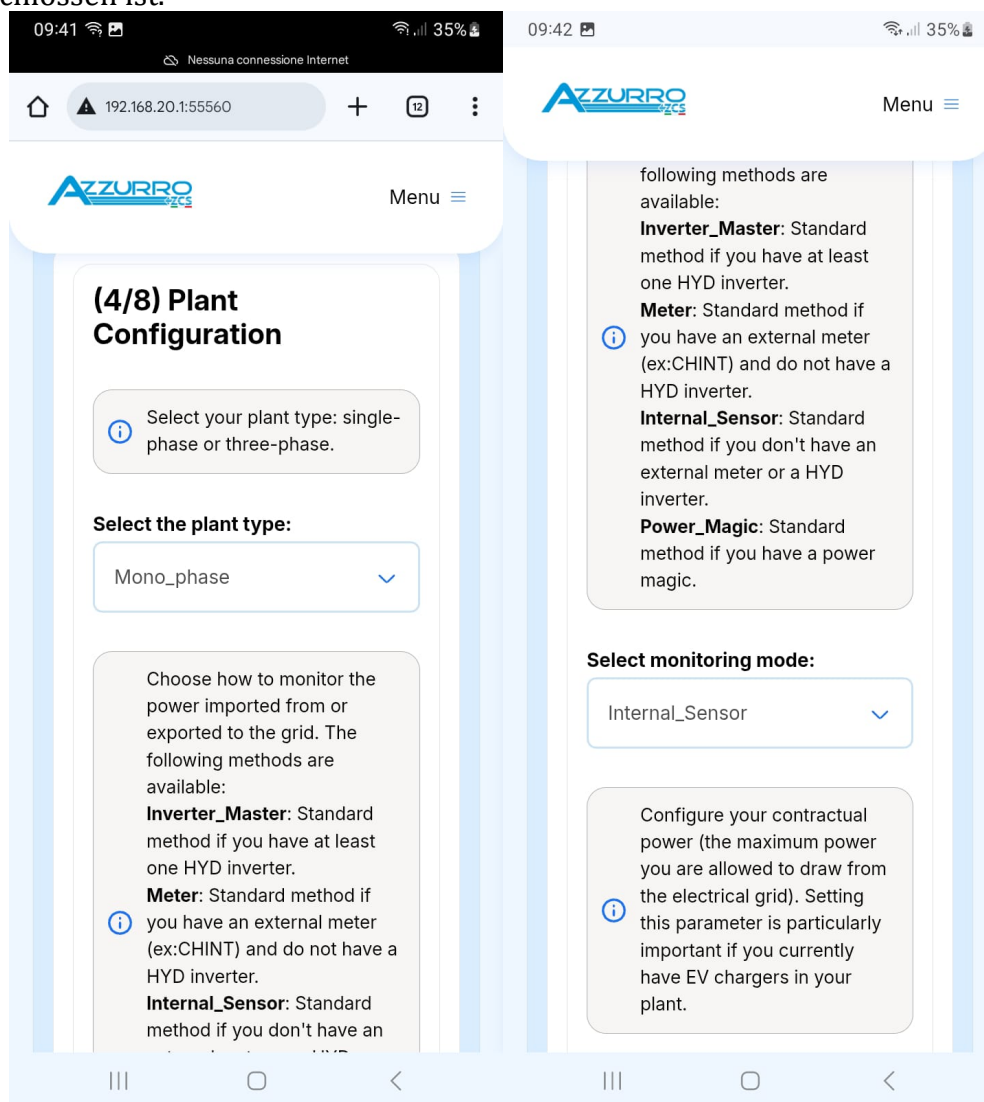 chlossen ist.
09:41
35%
Nessuna connessione Internet
192.168.20.1:55560
12
AZZURRO
ZCS
Menu
(4/8) Plant
Configuration
Select your plant type: single-
phase or three-phase.
Select the plant type:
Mono_phase
Choose how to monitor the
power imported from or
exported to the grid. The
following methods are
available:
Inverter_Master: Standard
method if you have at least
one HYD inverter.
Meter: Standard method if
you have an external meter
(ex:CHINT) and do not have a
HYD inverter.
Internal_Sensor: Standard
method if you don't have an
09:42
35%
AZZURRO
ZCS
Menu
following methods are
available:
Inverter_Master: Standard
method if you have at least
one HYD inverter.
Meter: Standard method if
you have an external meter
(ex:CHINT) and do not have a
HYD inverter.
Internal_Sensor: Standard
method if you don't have an
external meter or a HYD
inverter.
Power_Magic: Standard
method if you have a power
magic.
Select monitoring mode:
Internal_Sensor
Configure your contractual
power (the maximum power
you are allowed to draw from
the electrical grid). Setting
this parameter is particularly
important if you currently
have EV chargers in your
plant.